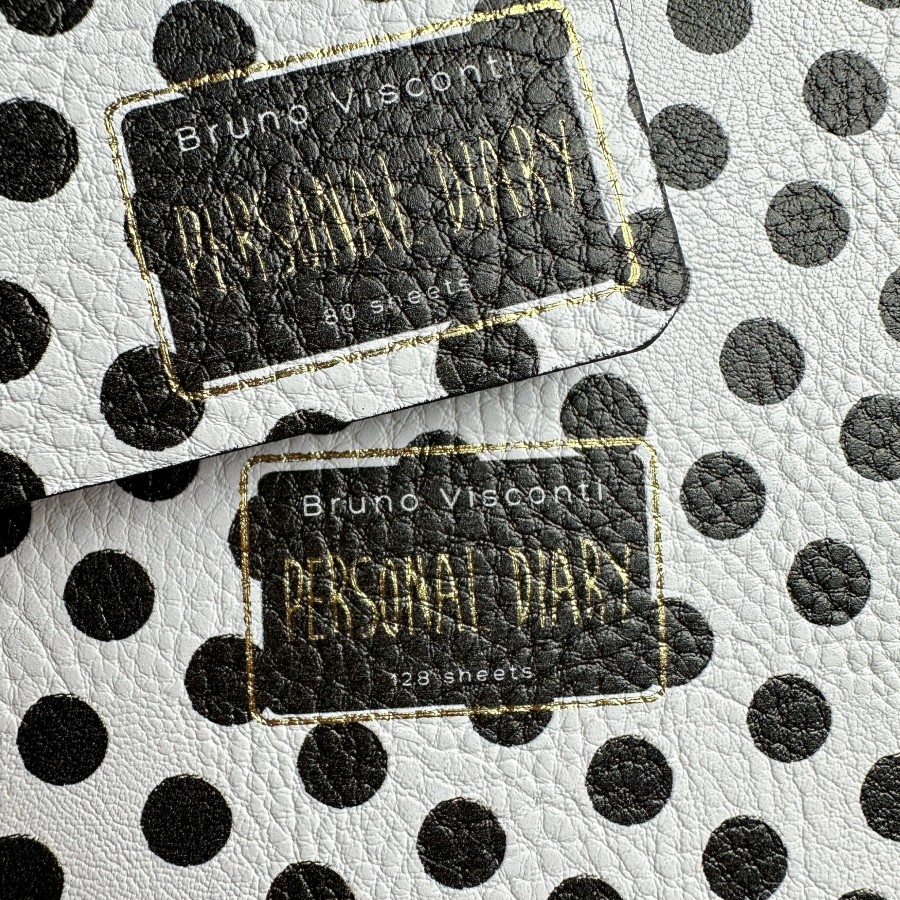 Bruno Visconti
PERSONAL DIARY
80 sheets
Bruno Visconti
PERSONAL DIARY
128 sheets